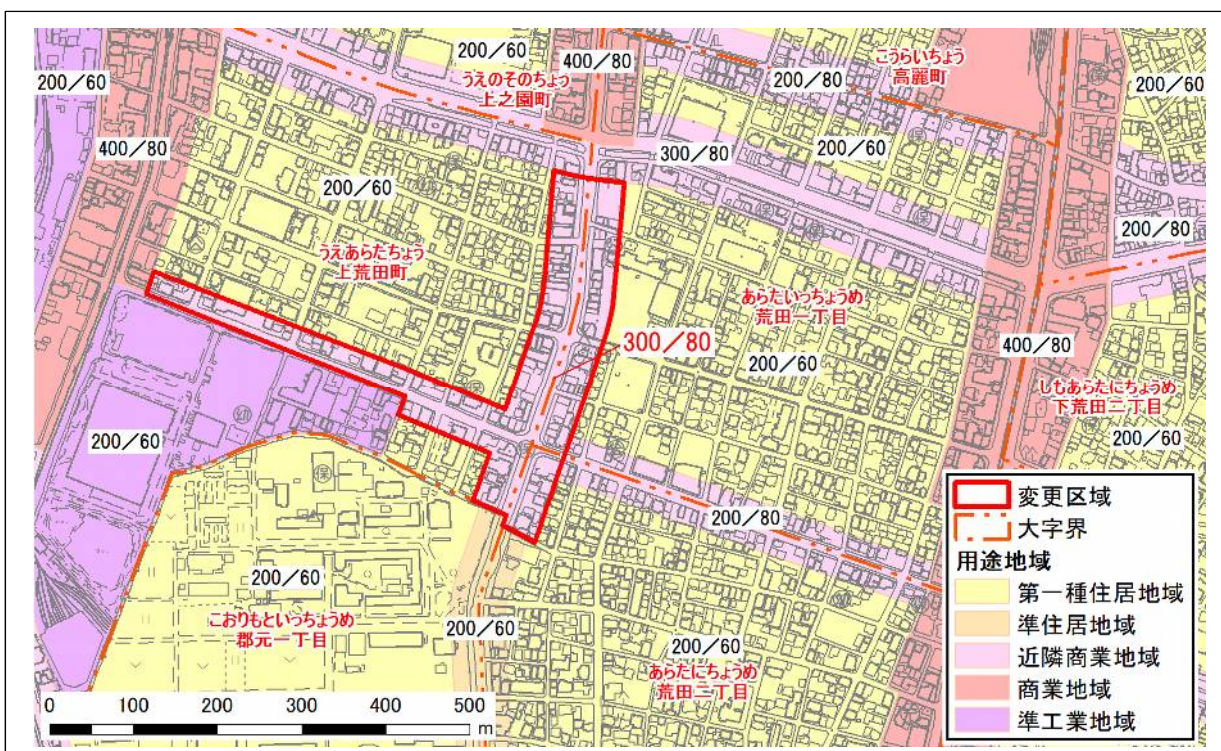 200/60
400/80
こうらいちょう
高麗町
200/60
うえのそのちょう
上之園町
200/80
200/60
200/60
400/80
300/80
200/60
200/60
200/80
うえあらたちょう
上荒田町
あらたいっちょうめ
荒田一丁目
300/80
200/60
400/80
しもあらたにちょうめ
下荒田二丁目
200/60
200/60
200/80
200/60
こおりもといっちょうめ
郡元一丁目
200/60
200/60
あらたにちょうめ
荒田二丁目
変更区域
大字界
用途地域
第一種住居地域
準住居地域
近隣商業地域
商業地域
準工業地域
0 100 200 300 400 500
m